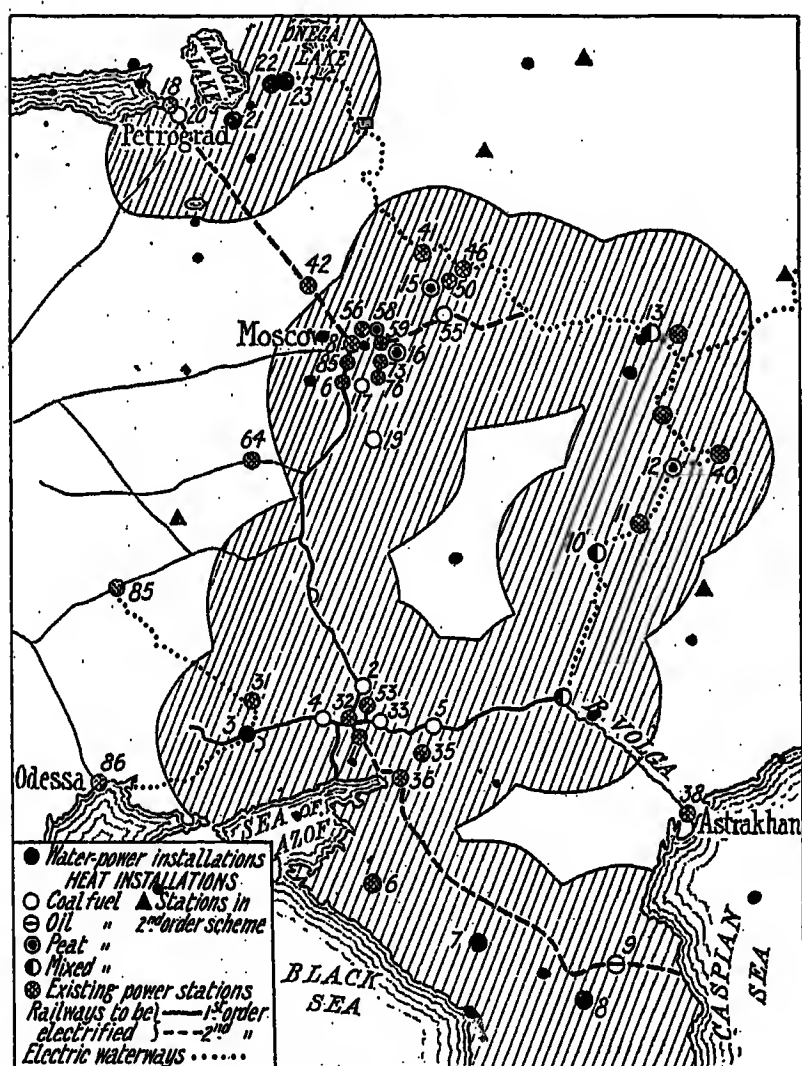 ONEGA
LAKE
LADOGA
LAKE
22
23
18
20
21
Petrograd
41
46
42
15
50
56
58
55
13
Moscow
81
59
85
16
6
73
76
17
19
64
12
40
11
10
85
2
31
53
4
32
33
5
3
R. VOLGA
35
86
36
Odessa
38
SEA OF
AZOF
Astrakhan
6
7
9
8
BLACK
SEA
CASPIAN
SEA
Water-power installations
HEAT INSTALLATIONS
Coal fuel Stations in
Oil " 2nd order scheme
Peat "
Mixed "
Existing power stations
Railways to be } 1st order
electrified } 2nd "
Electric waterways